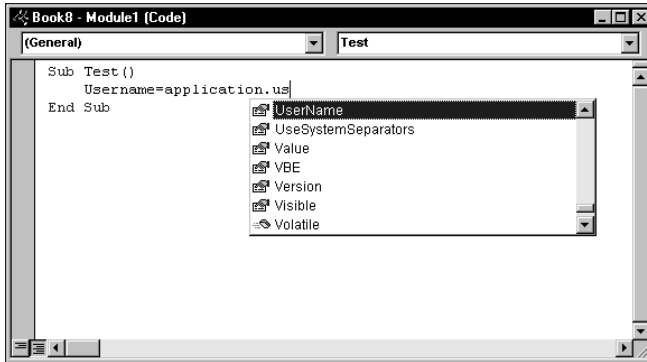 Book8 - Module1 (Code)
(General) Test
Sub Test()
Username=application.us
End Sub
UserName
UseSystemSeparators
Value
VBE
Version
Visible
Volatile